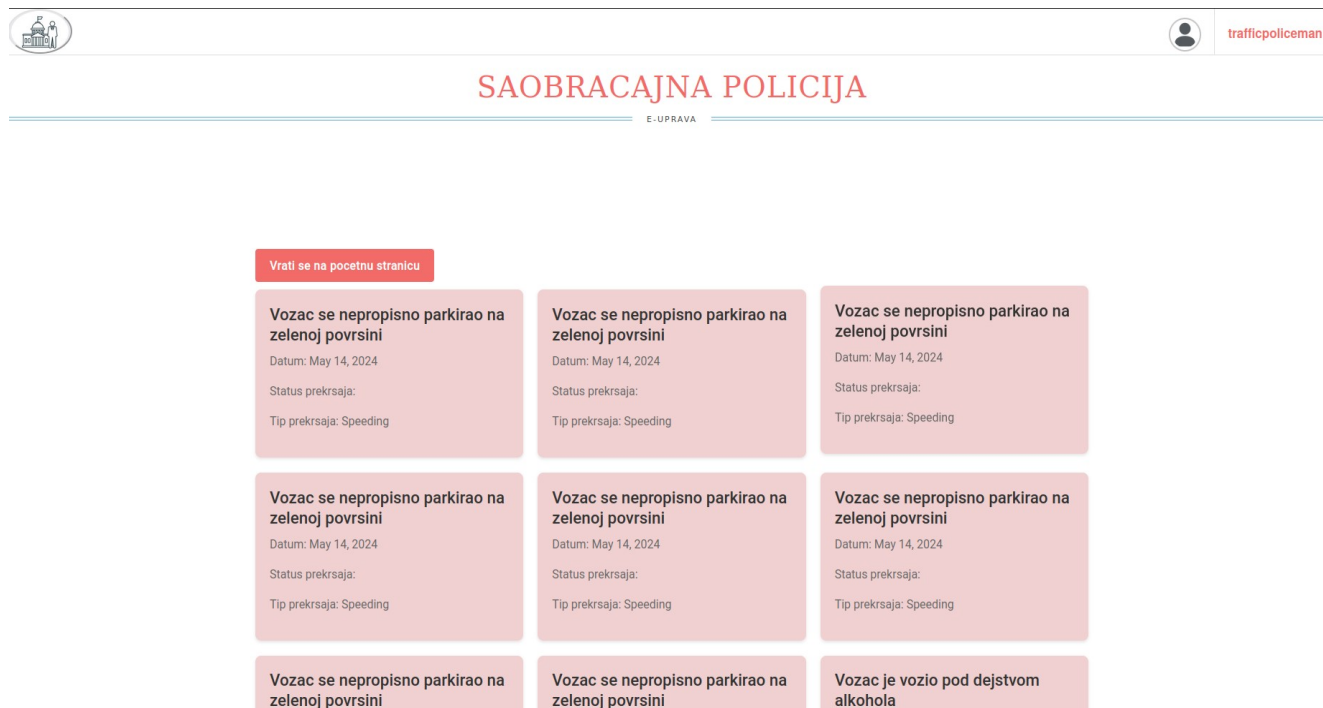 trafficpoliceman
SAOBRACAJNA POLICIJA
E-UPRAVA
Vrati se na pocetnu stranicu
Vozac se nepropisno parkirao na
zelenoj povrsini
Datum: May 14, 2024
Status prekrsaja:
Tip prekrsaja: Speeding
Vozac se nepropisno parkirao na
zelenoj povrsini
Datum: May 14, 2024
Status prekrsaja:
Tip prekrsaja: Speeding
Vozac se nepropisno parkirao na
zelenoj povrsini
Datum: May 14, 2024
Status prekrsaja:
Tip prekrsaja: Speeding
Vozac se nepropisno parkirao na
zelenoj povrsini
Datum: May 14, 2024
Status prekrsaja:
Tip prekrsaja: Speeding
Vozac se nepropisno parkirao na
zelenoj povrsini
Datum: May 14, 2024
Status prekrsaja:
Tip prekrsaja: Speeding
Vozac se nepropisno parkirao na
zelenoj povrsini
Datum: May 14, 2024
Status prekrsaja:
Tip prekrsaja: Speeding
Vozac se nepropisno parkirao na
zelenoj povrsini
Vozac se nepropisno parkirao na
zelenoj povrsini
Vozac je vozio pod dejstvom
alkohola